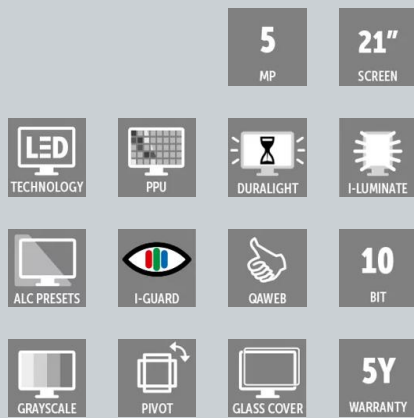 5
MP
21"
SCREEN
LED
TECHNOLOGY
PPU
DURALIGHT
I-LUMINATE
ALC PRESETS
I-GUARD
QAWEB
10
BIT
GRAYSCALE
PIVOT
GLASS COVER
5Y
WARRANTY